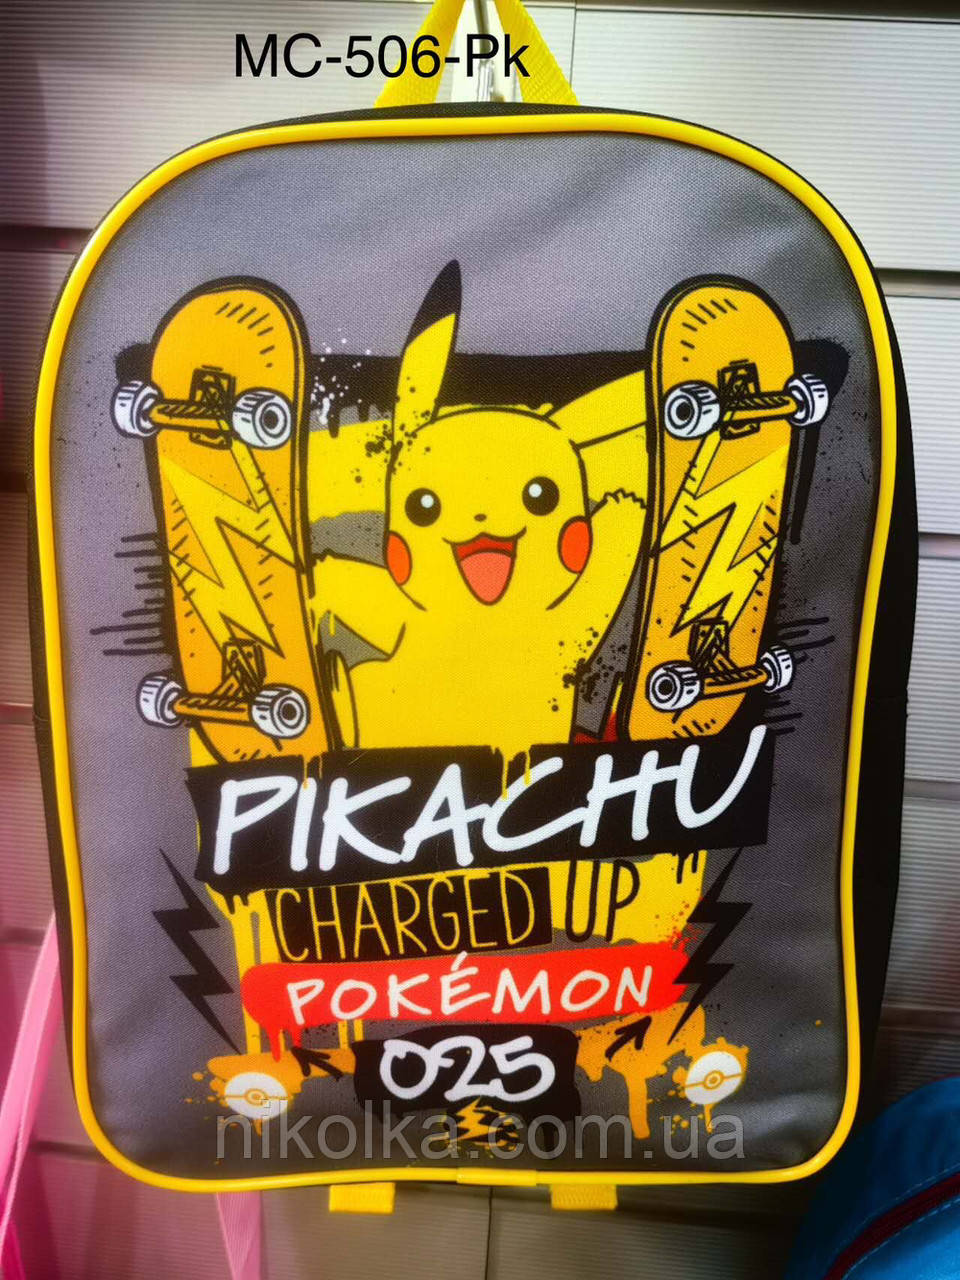 MC-506-Pk
PIKACHU
CHARGED UP
POKÉMON
025
nikolka.com.ua